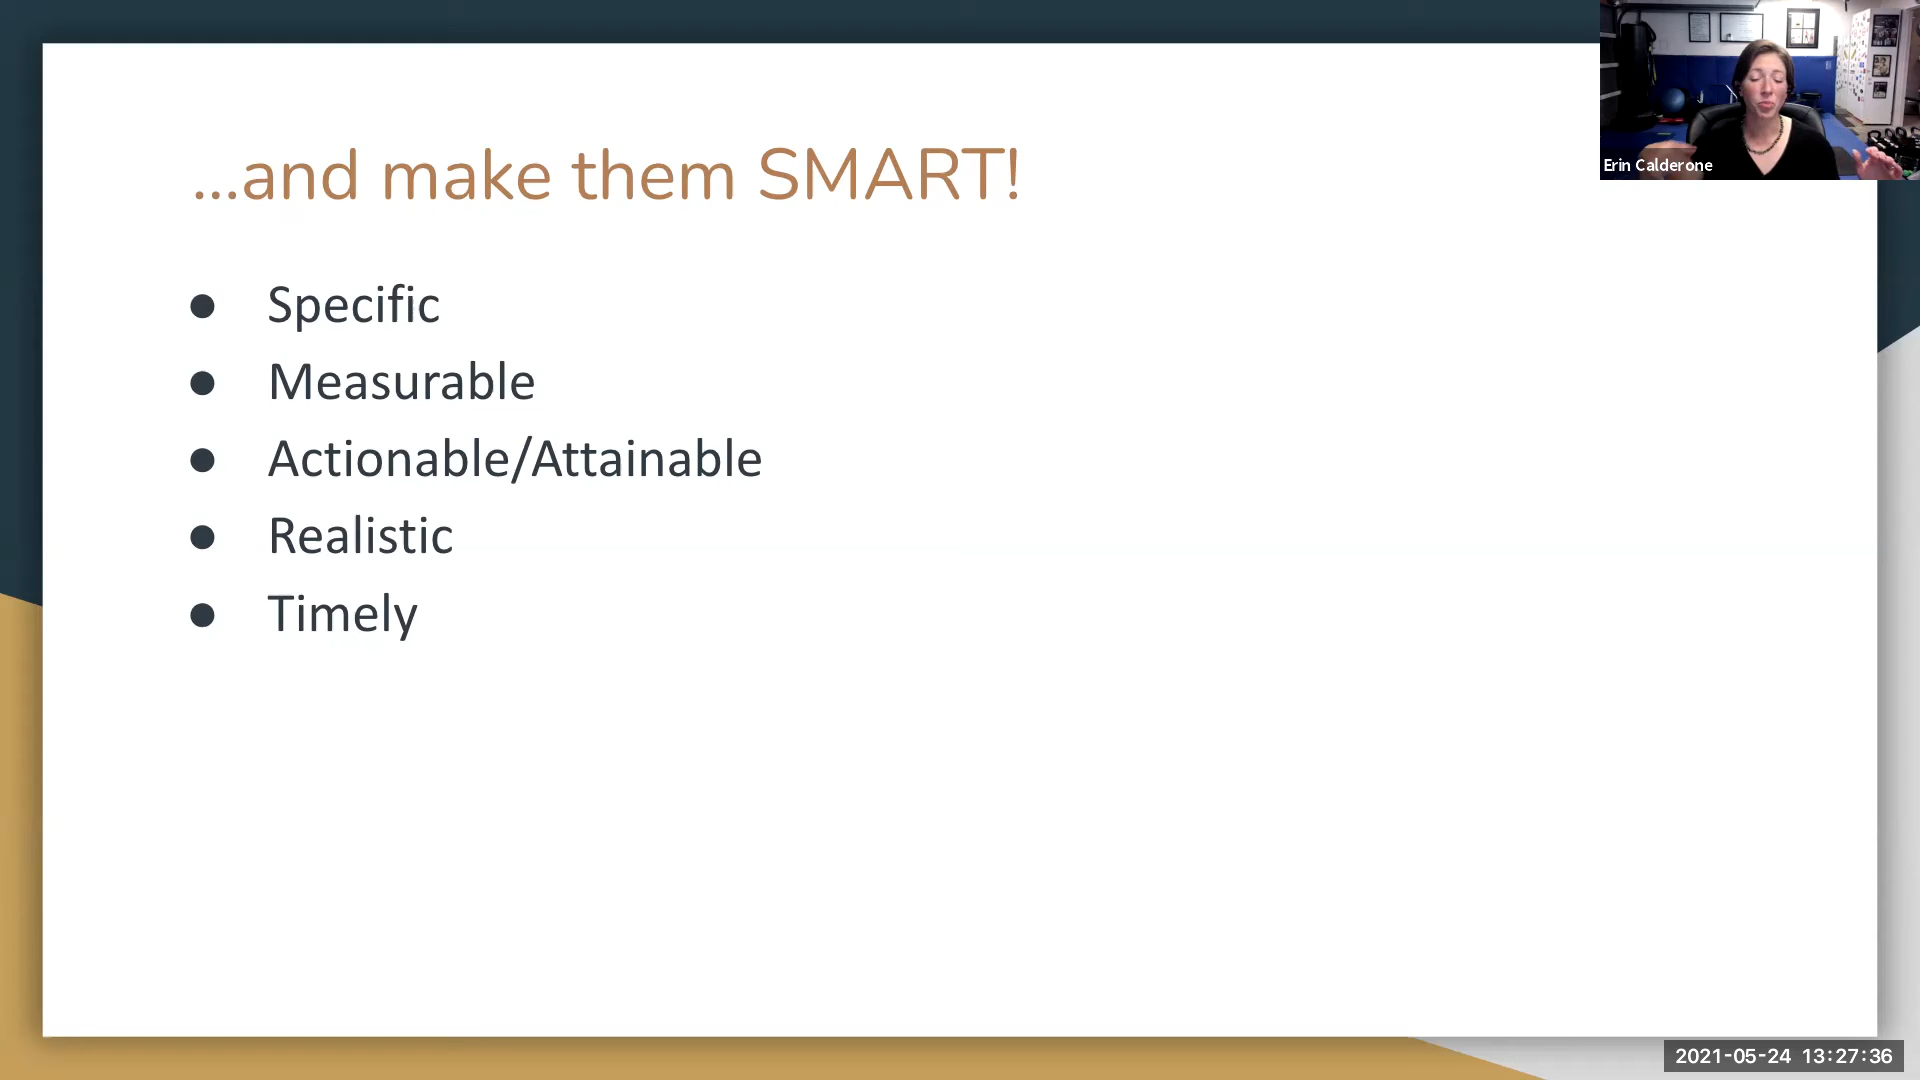 ...and make them SMART!
● Specific
● Measurable
● Actionable/Attainable
● Realistic
● Timely
Erin Calderone
2021-05-24 13:27:36